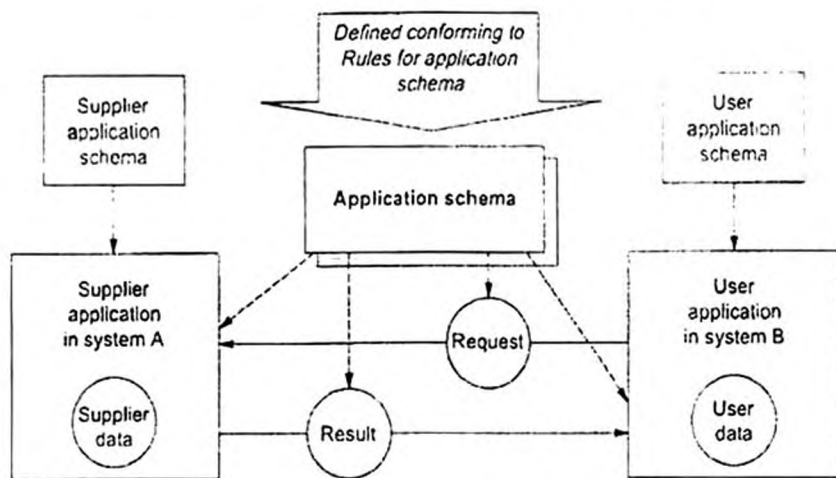 Defined conforming to
Rules for application
schema
Supplier
application
schema
User
application
schema
Application schema
Supplier
application
in system A
User
application
in system B
Request
Supplier
data
Result
User
data